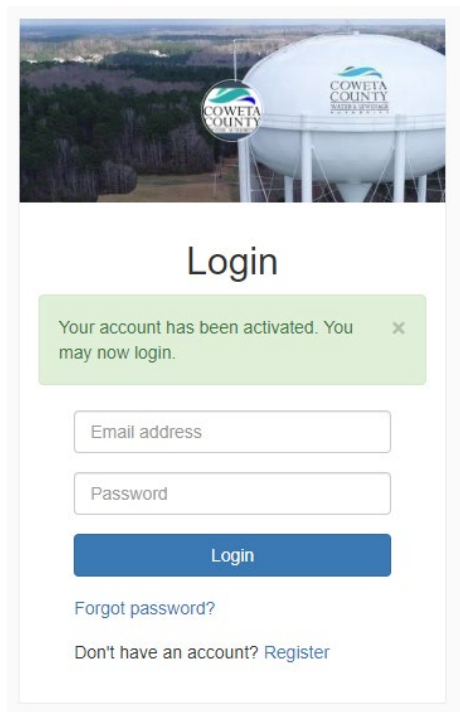 COWETA
COUNTY
COWETA
COUNTY
WATER & SEWERAGE
AUTHORITY
Login
Your account has been activated. You
may now login.
×
Email address
Password
Login
Forgot password?
Don't have an account? Register